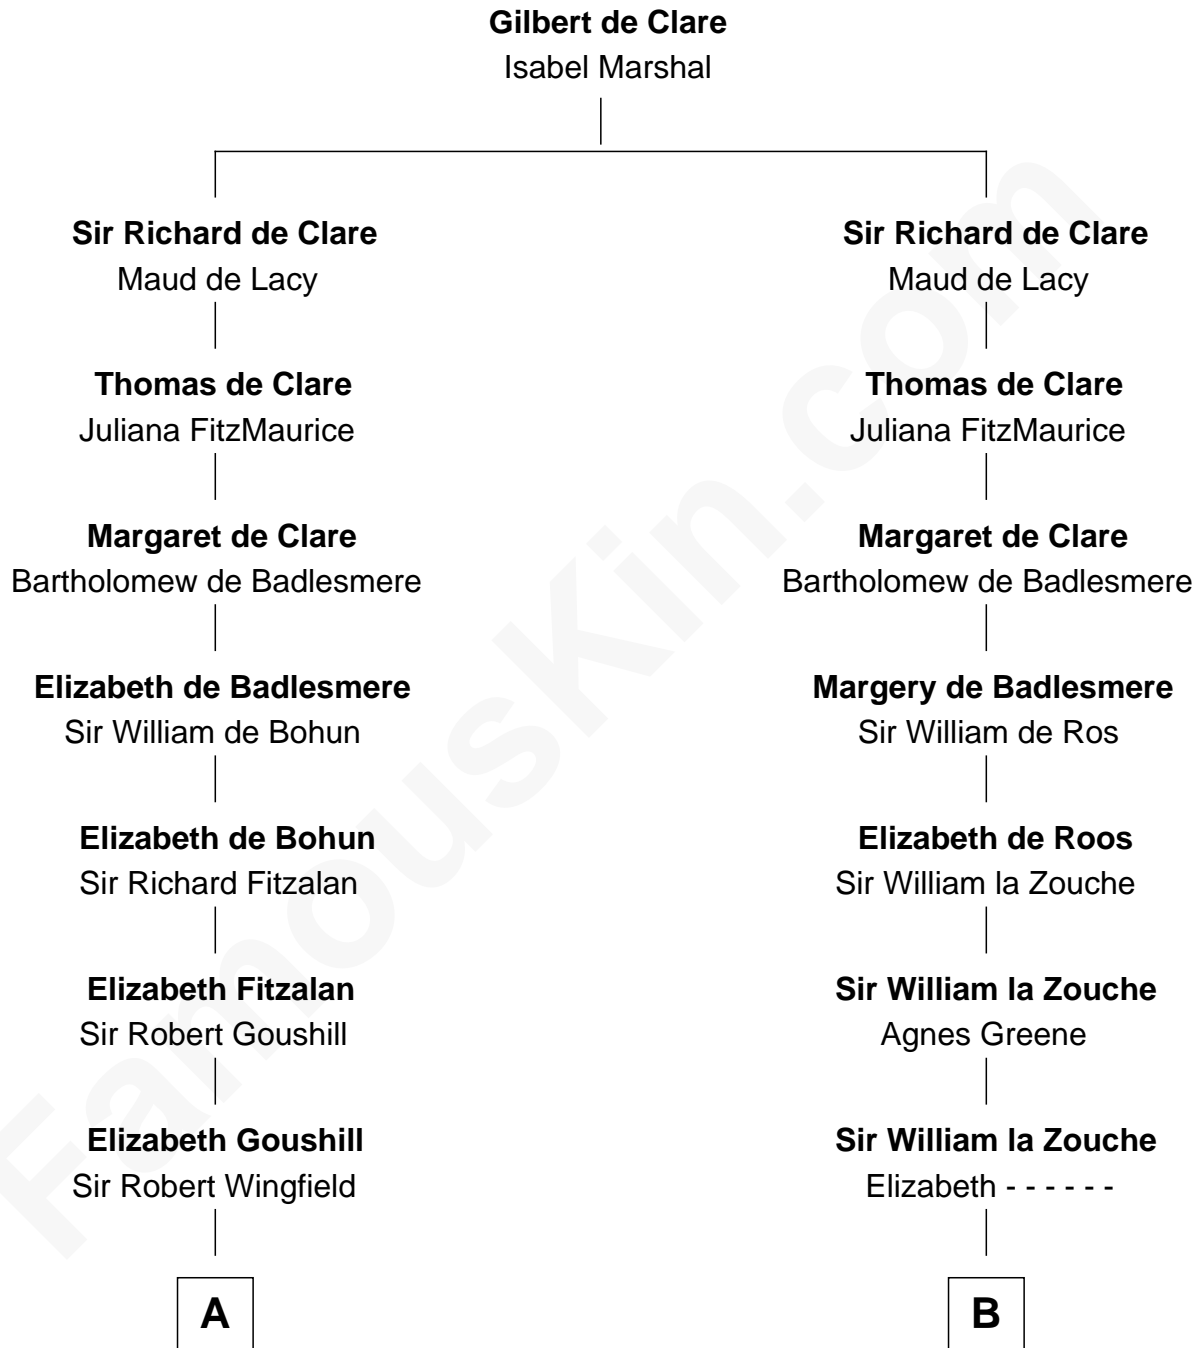 Gilbert de Clare
Isabel Marshal
Sir Richard de Clare
Maud de Lacy
Thomas de Clare
Juliana FitzMaurice
Margaret de Clare
Bartholomew de Badlesmere
Elizabeth de Badlesmere
Sir William de Bohun
Elizabeth de Bohun
Sir Richard Fitzalan
Elizabeth Fitzalan
Sir Robert Goushill
Elizabeth Goushill
Sir Robert Wingfield
A
Sir Richard de Clare
Maud de Lacy
Thomas de Clare
Juliana FitzMaurice
Margaret de Clare
Bartholomew de Badlesmere
Margery de Badlesmere
Sir William de Ros
Elizabeth de Roos
Sir William la Zouche
Sir William la Zouche
Agnes Greene
Sir William la Zouche
Elizabeth - - - - - -
B
FamousKin.com